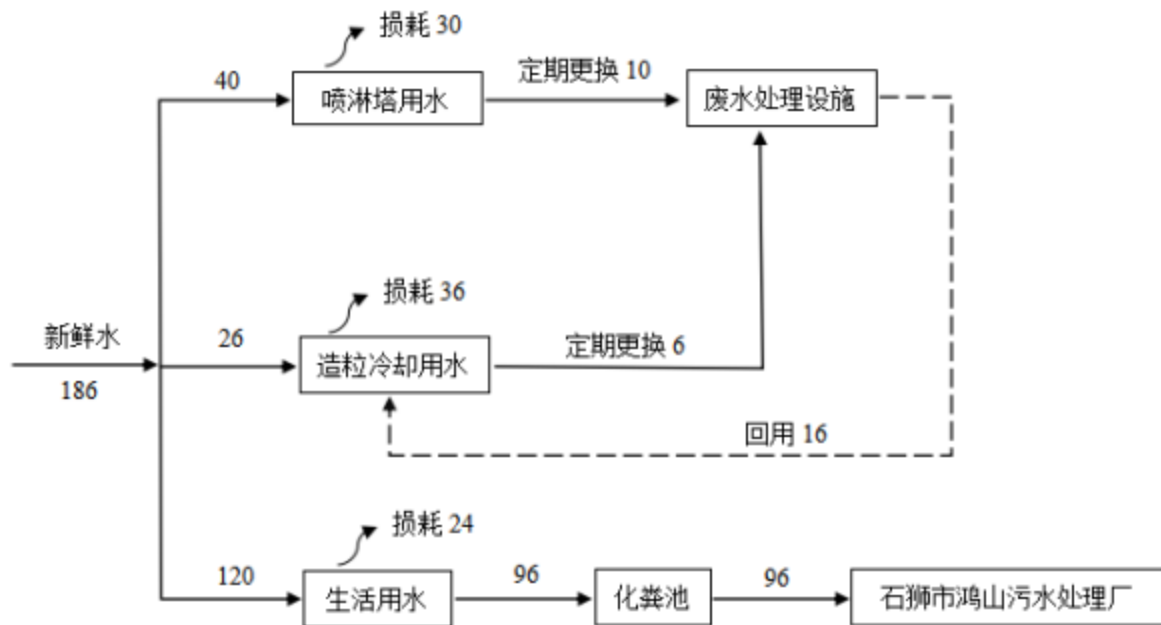 损耗 30
40
定期更换 10
喷淋塔用水
废水处理设施
损耗 36
新鲜水
26
定期更换 6
造粒冷却用水
186
回用 16
损耗 24
120
96
96
生活用水
化粪池
石狮市鸿山污水处理厂